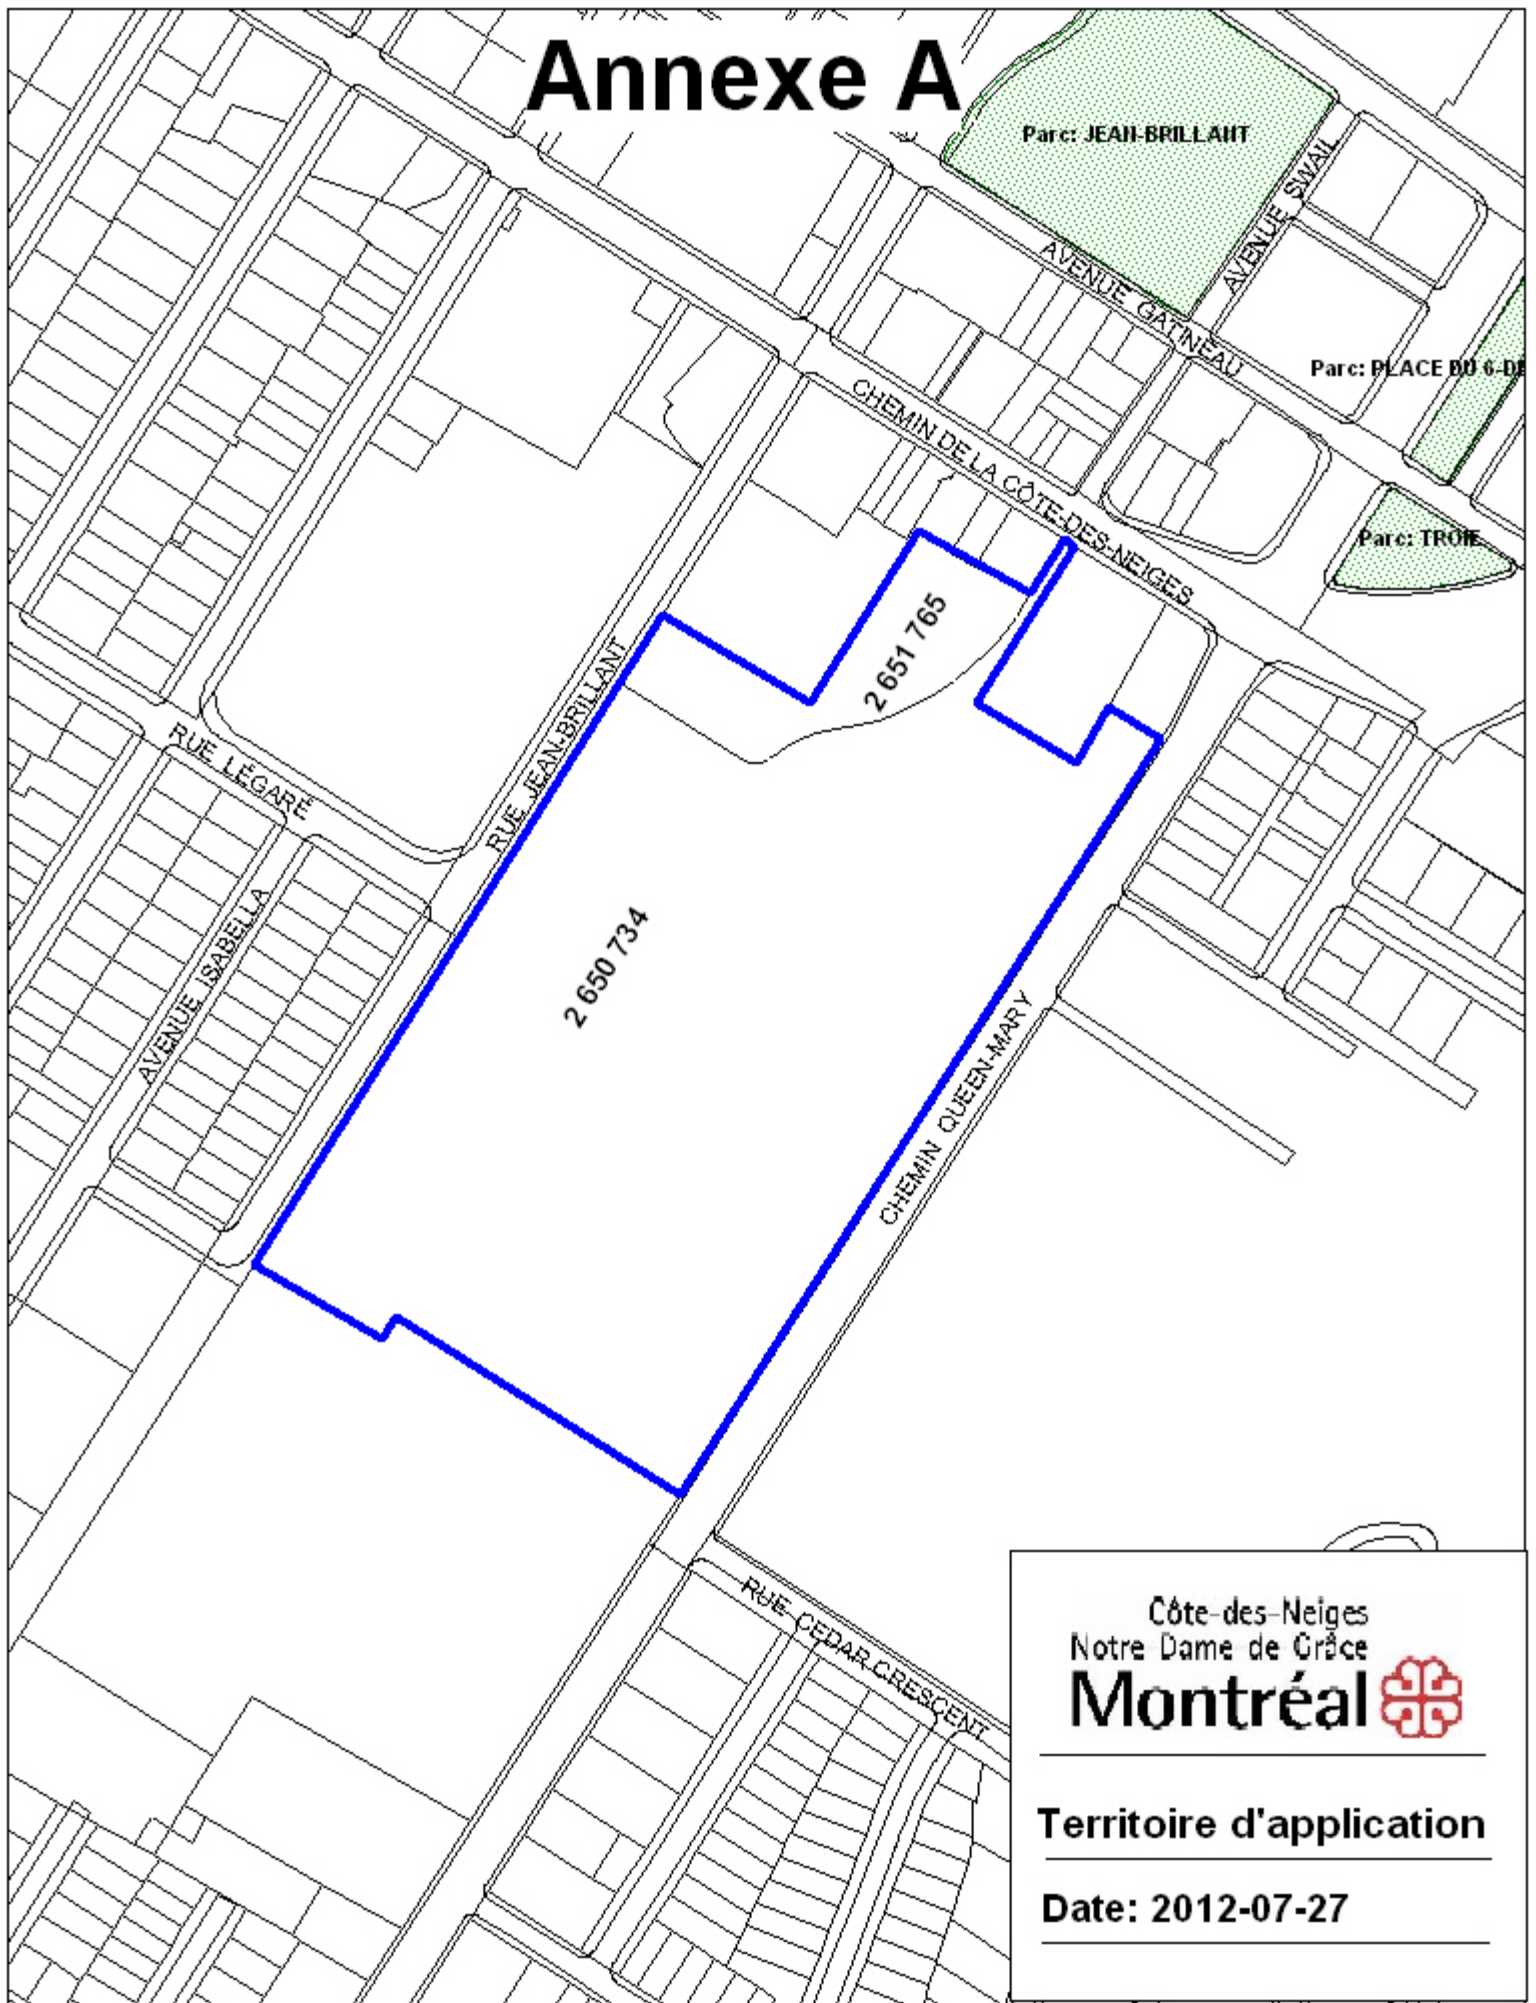 Annexe A
Parc: JEAN-BRILLANT
AVENUE SWAIL
AVENUE GATINEAU
Parc: PLACE DU 6-DE
CHEMIN DE LA CÔTE-DES-NEIGES
Parc: TROIE
2 651 765
RUE JEAN-BRILLANT
RUE LÉGARÉ
2 650 734
AVENUE ISABELLA
CHEMIN QUEEN-MARY
RUE CEDAR CRESCENT
Côte-des-Neiges
Notre Dame de Grâce
Montréal
Territoire d'application
Date: 2012-07-27